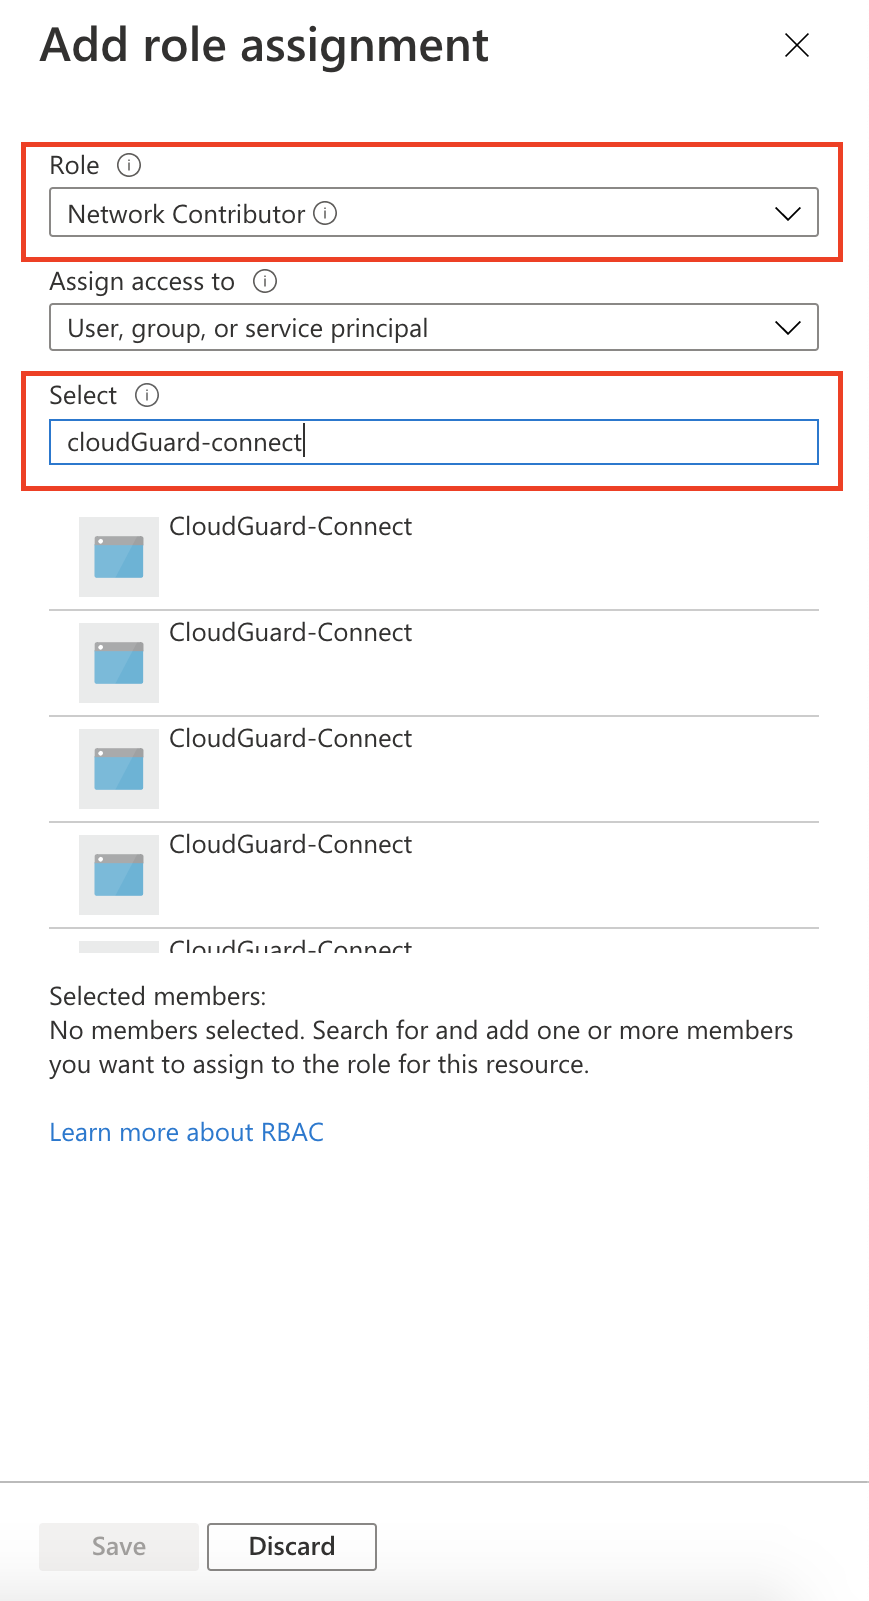 Add role assignment
Role
Network Contributor
Assign access to
User, group, or service principal
Select
cloudGuard-connect
CloudGuard-Connect
CloudGuard-Connect
CloudGuard-Connect
CloudGuard-Connect
CloudGuard-Connect
Selected members:
No members selected. Search for and add one or more members
you want to assign to the role for this resource.
Learn more about RBAC
Save
Discard